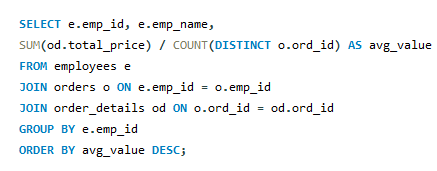 SELECT e.emp_id, e.emp_name,
SUM(od.total_price) / COUNT(DISTINCT o.ord_id) AS avg_value
FROM employees e
JOIN orders o ON e.emp_id = o.emp_id
JOIN order_details od ON o.ord_id = od.ord_id
GROUP BY e.emp_id
ORDER BY avg_value DESC;